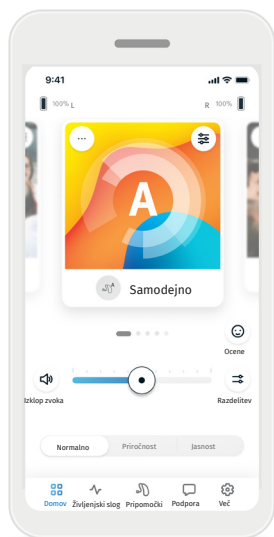 9:41
100% L
R 100%
A
A
Samodejno
Ocene
Izklop zvoka
Razdelitev
Normalno Priročnost Jasnost
Domov Življenjski slog Pripomočki Podpora Več